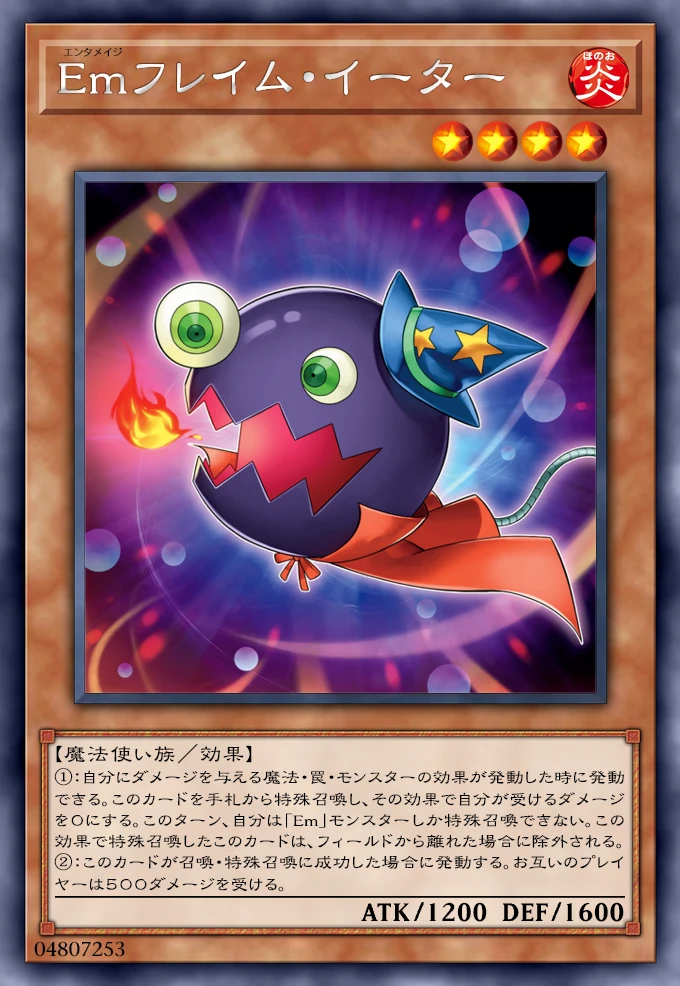 エンタメイジ
Emフレイム・イーター
ほのお
炎
【魔法使い族／効果】
①：自分にダメージを与える魔法・罠・モンスターの効果が発動した時に発動
できる。このカードを手札から特殊召喚し、その効果で自分が受けるダメージ
を０にする。このターン、自分は「Em」モンスターしか特殊召喚できない。この
効果で特殊召喚したこのカードは、フィールドから離れた場合に除外される。
②：このカードが召喚・特殊召喚に成功した場合に発動する。お互いのプレイ
ヤーは５００ダメージを受ける。
ATK/1200 DEF/1600
04807253